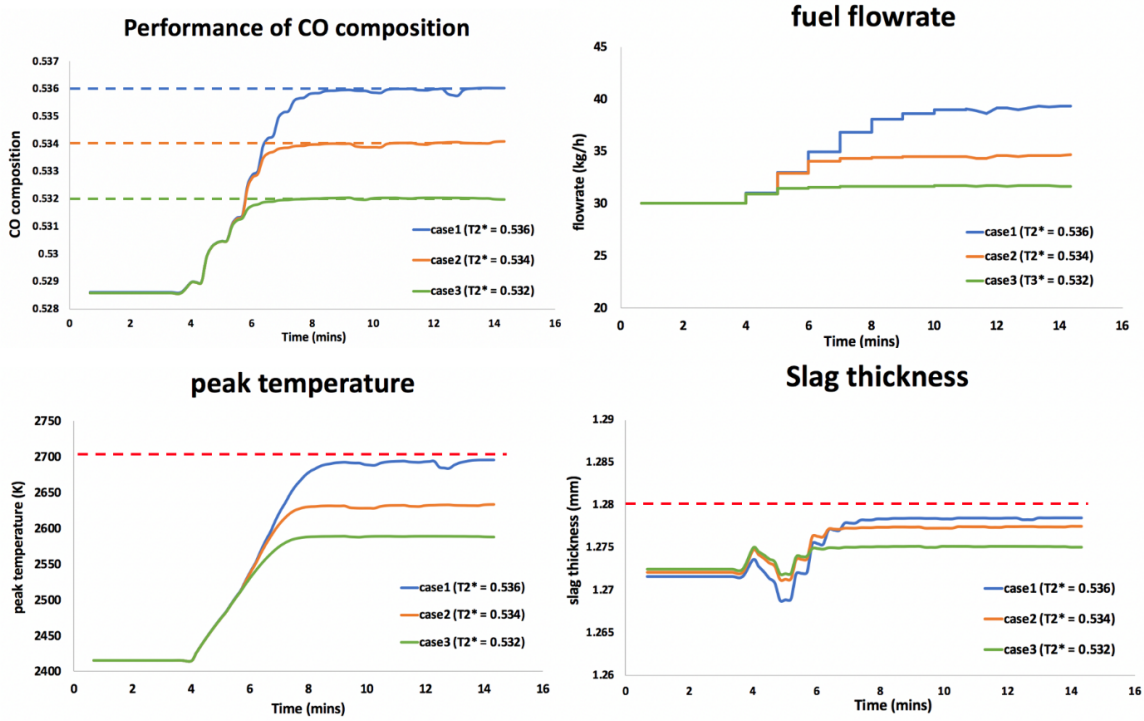 Performance of CO composition
0.537
0.536
0.535
0.534
0.533
0.532
0.531
0.53
0.529
0.528
CO composition
0 2 4 6 8 10 12 14 16
Time (mins)
case1 (T2* = 0.536)
case2 (T2* = 0.534)
case3 (T2* = 0.532)
fuel flowrate
45
40
35
30
25
20
flowrate (kg/h)
0 2 4 6 8 10 12 14 16
Time (mins)
case1 (T2* = 0.536)
case2 (T2* = 0.534)
case3 (T3* = 0.532)
peak temperature
2750
2700
2650
2600
2550
2500
2450
2400
peak temperature (K)
0 2 4 6 8 10 12 14 16
Time (mins)
case1 (T2* = 0.536)
case2 (T2* = 0.534)
case3 (T2* = 0.532)
Slag thickness
1.29
1.285
1.28
1.275
1.27
1.265
1.26
slag thickness (mm)
0 2 4 6 8 10 12 14 16
Time (mins)
case1 (T2* = 0.536)
case2 (T2* = 0.534)
case3 (T2* = 0.532)